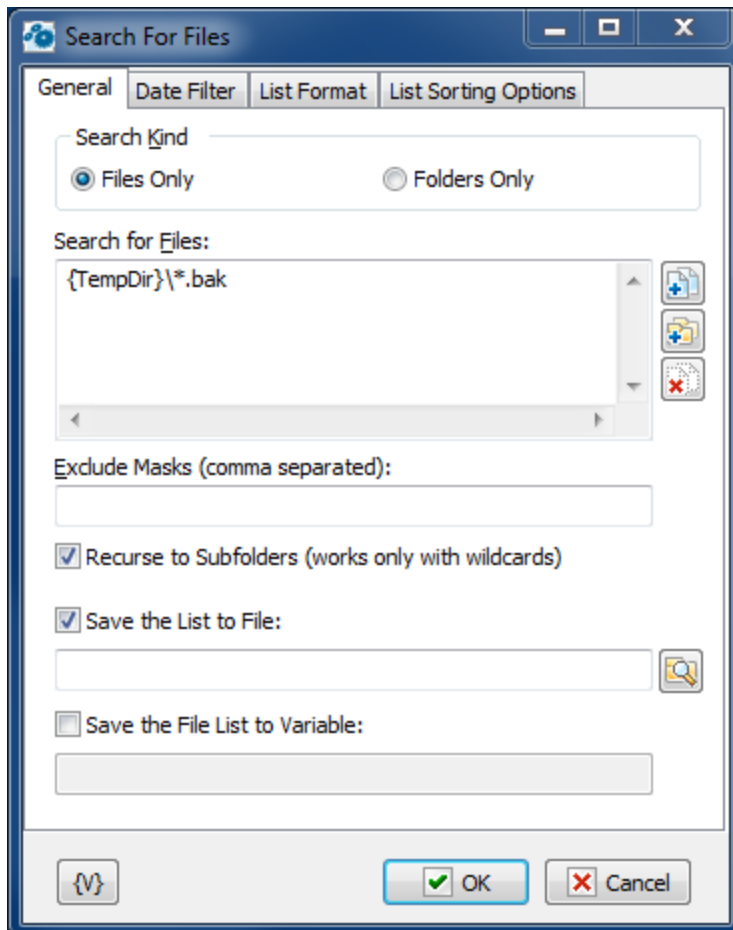 Search For Files
General Date Filter List Format List Sorting Options
Search Kind
Files Only Folders Only
Search for Files:
{TempDir}\*.bak
Exclude Masks (comma separated):
Recurse to Subfolders (works only with wildcards)
Save the List to File:
Save the File List to Variable:
{V} OK Cancel